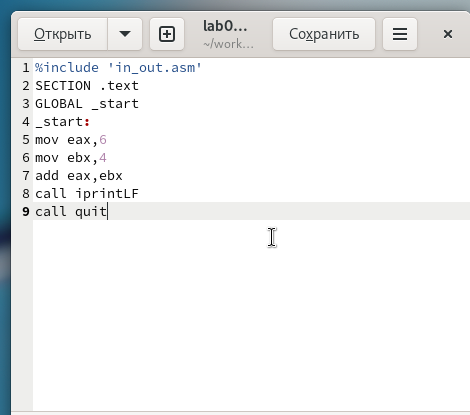 Открыть
lab0...
~/work...
Сохранить
1 %include 'in_out.asm'
2 SECTION .text
3 GLOBAL _start
4 _start:
5 mov eax,6
6 mov ebx,4
7 add eax,ebx
8 call iprintLF
9 call quit